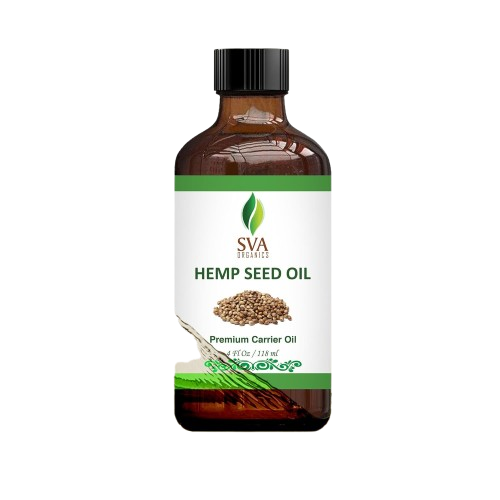 SVA
ORGANICS
HEMP SEED OIL
Premium Carrier Oil
4 Fl Oz / 118 ml